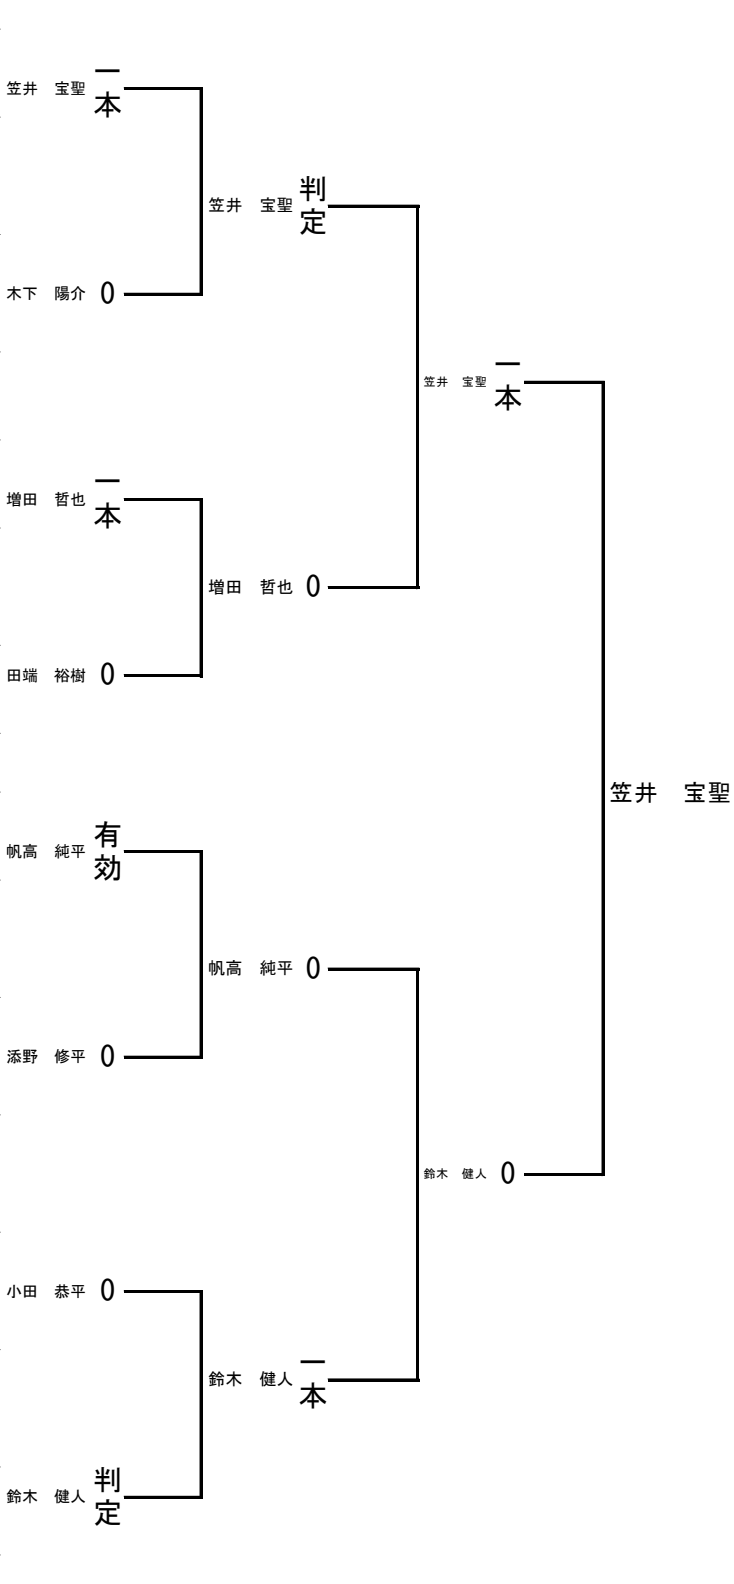 笠井　宝聖 一本
笠井　宝聖 判定
木下　陽介 0
笠井　宝聖 一本
増田　哲也 一本
増田　哲也 0
田端　裕樹 0
笠井　宝聖
帆高　純平 有効
帆高　純平 0
添野　修平 0
鈴木　健人 0
小田　恭平 0
鈴木　健人 一本
鈴木　健人 判定